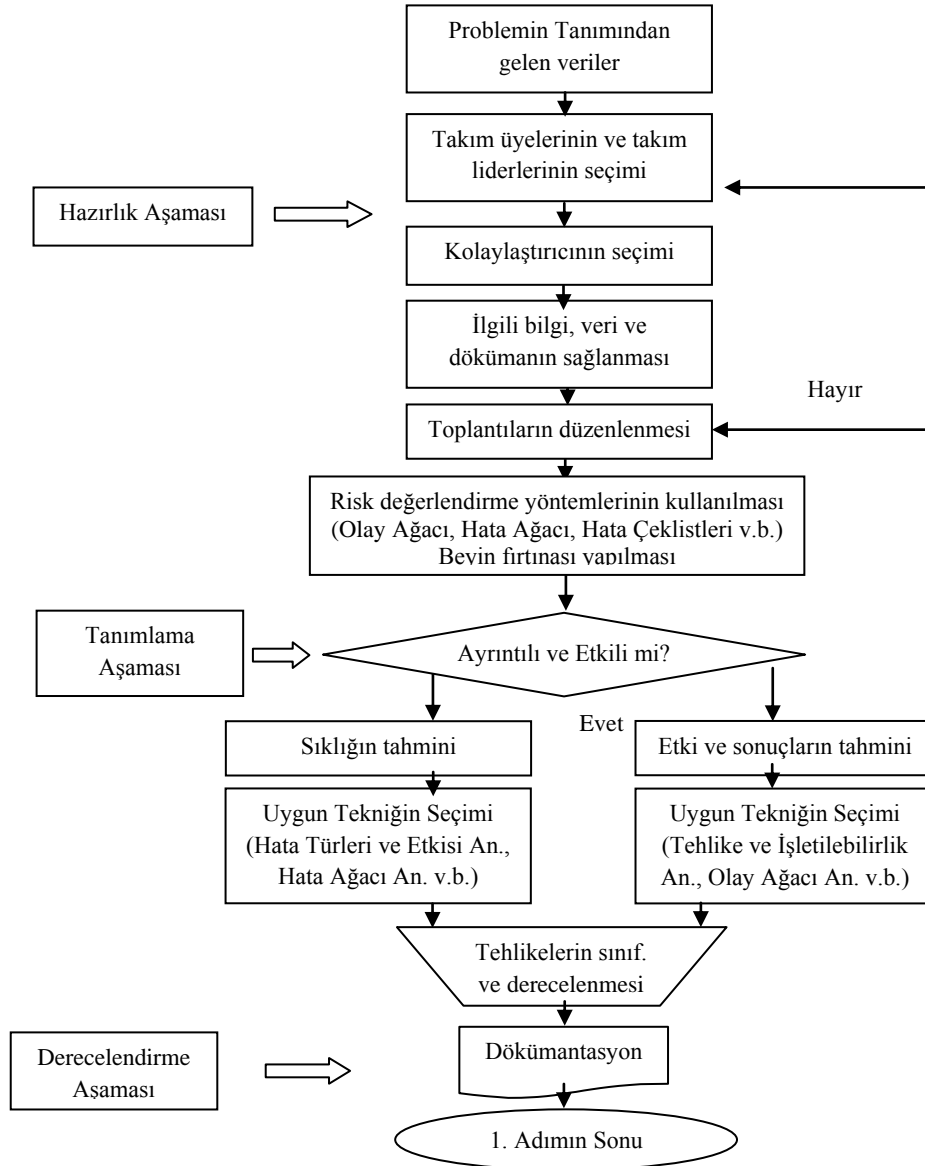 Problemin Tanımından
gelen veriler
Takım üyelerinin ve takım
liderlerinin seçimi
Hazırlık Aşaması
Kolaylaştırıcının seçimi
İlgili bilgi, veri ve
dökümanın sağlanması
Hayır
Toplantıların düzenlenmesi
Risk değerlendirme yöntemlerinin kullanılması
(Olay Ağacı, Hata Ağacı, Hata Çeklistleri v.b.)
Beyin fırtınası yapılması
Tanımlama
Aşaması
Ayrıntılı ve Etkili mi?
Evet
Sıklığın tahmini
Etki ve sonuçların tahmini
Uygun Tekniğin Seçimi
(Hata Türleri ve Etkisi An.,
Hata Ağacı An. v.b.)
Uygun Tekniğin Seçimi
(Tehlike ve İşletilebilirlik
An., Olay Ağacı An. v.b.)
Tehlikelerin sınıf.
ve derecelenmesi
Derecelendirme
Aşaması
Dökümantasyon
1. Adımın Sonu